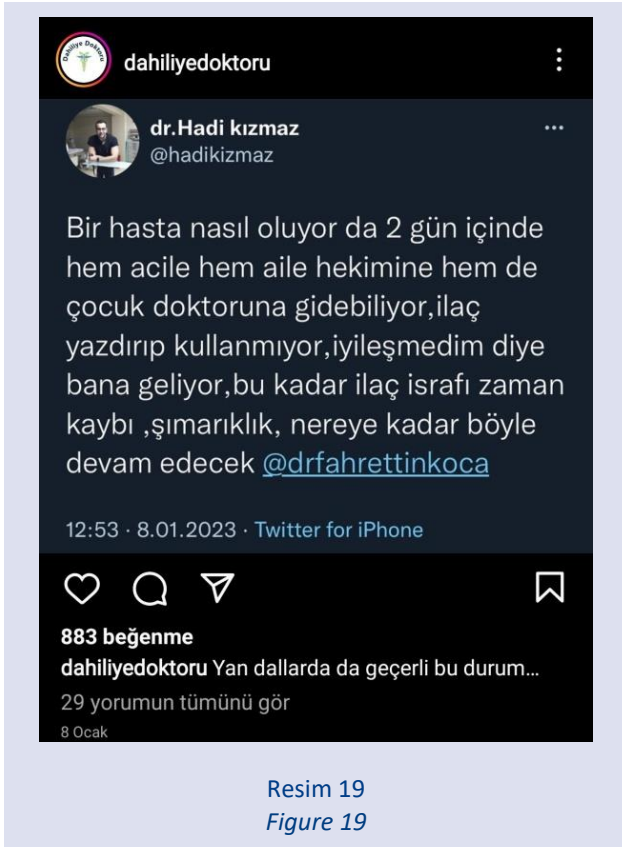 Dahiliye Doktoru
dahiliyedoktoru
dr.Hadi kızmaz
@hadikizmaz
Bir hasta nasıl oluyor da 2 gün içinde
hem acile hem aile hekimine hem de
çocuk doktoruna gidebiliyor,ilaç
yazdırıp kullanmıyor,iyileşmedim diye
bana geliyor,bu kadar ilaç israfı zaman
kaybı ,şımarıklık, nereye kadar böyle
devam edecek @drfahrettinkoca
12:53 · 8.01.2023 · Twitter for iPhone
883 beğenme
dahiliyedoktoru Yan dallarda da geçerli bu durum...
29 yorumun tümünü gör
8 Ocak
Resim 19
Figure 19